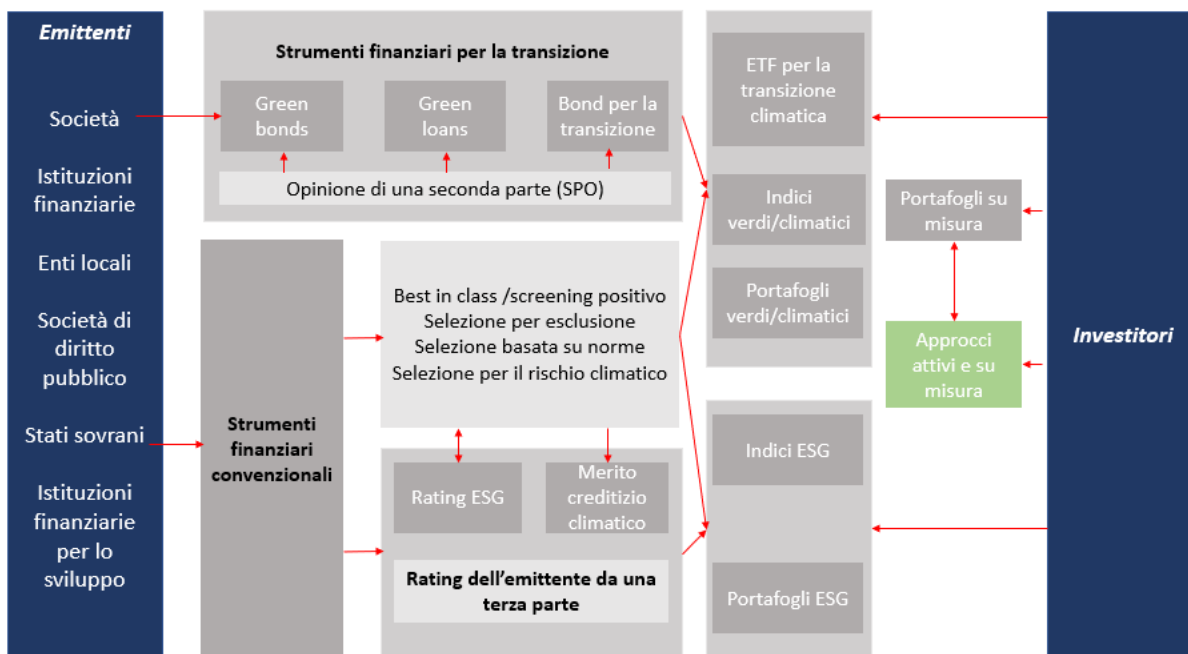 Emittenti
Società
Istituzioni
finanziarie
Enti locali
Società di
diritto
pubblico
Stati sovrani
Istituzioni
finanziarie
per lo
sviluppo
Strumenti finanziari per la transizione
Green
bonds
Green
loans
Bond per la
transizione
Opinione di una seconda parte (SPO)
Strumenti
finanziari
convenzionali
Best in class /screening positivo
Selezione per esclusione
Selezione basata su norme
Selezione per il rischio climatico
Rating ESG
Merito
creditizio
climatico
Rating dell'emittente da una
terza parte
ETF per la
transizione
climatica
Indici
verdi/climatici
Portafogli
verdi/climatici
Indici ESG
Portafogli ESG
Portafogli su
misura
Approcci
attivi e su
misura
Investitori